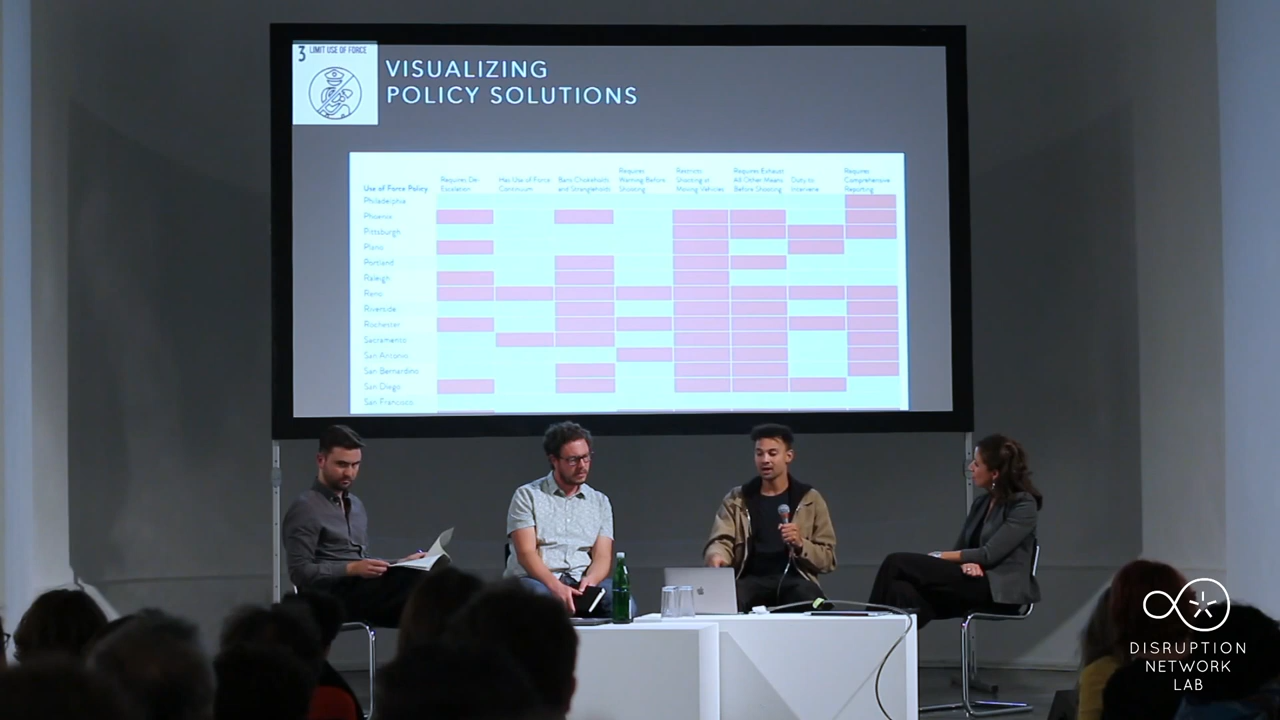 3 LIMIT USE OF FORCE
VISUALIZING
POLICY SOLUTIONS
Use of Force Policy
Requires De-
Escalation
Has Use of Force
Continuum
Bans Chokeholds
and Strangleholds
Requires
Warning Before
Shooting
Restricts
Shooting at
Moving Vehicles
Requires Exhaust
All Other Means
Before Shooting
Duty to
Intervene
Requires
Comprehensive
Reporting
Philadelphia
Phoenix
Pittsburgh
Plano
Portland
Raleigh
Reno
Riverside
Rochester
Sacramento
San Antonio
San Bernardino
San Diego
San Francisco
DISRUPTION
NETWORK
LAB